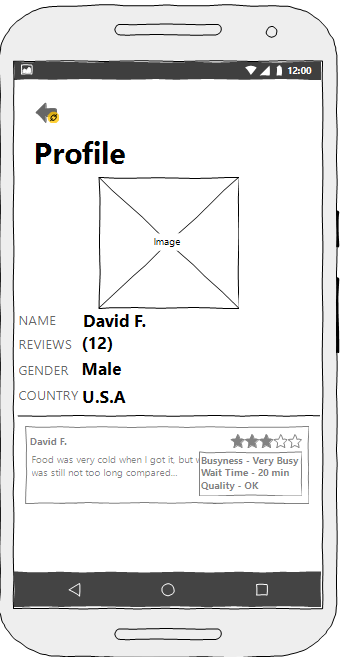 12:00
Profile
Image
NAME David F.
REVIEWS (12)
GENDER Male
COUNTRY U.S.A
David F.
Food was very cold when I got it, but
was still not too long compared...
Busyness - Very Busy
Wait Time - 20 min
Quality - OK